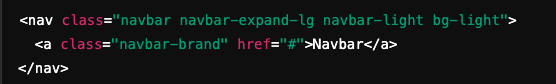 <nav class="navbar navbar-expand-lg navbar-light bg-light">
  <a class="navbar-brand" href="#">Navbar</a>
</nav>